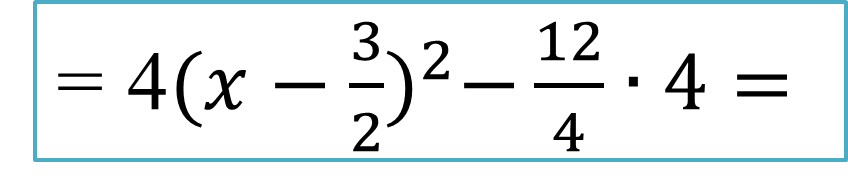 = 4(x − 3/2)² − 12/4 · 4 =